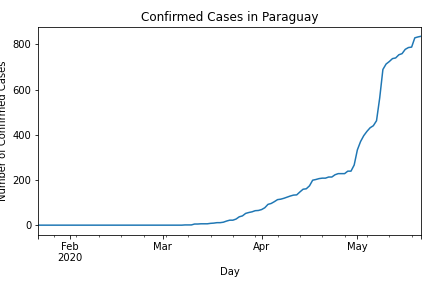 Confirmed Cases in Paraguay
Number of Confirmed Cases
800
600
400
200
0
Feb
2020
Mar
Apr
May
Day